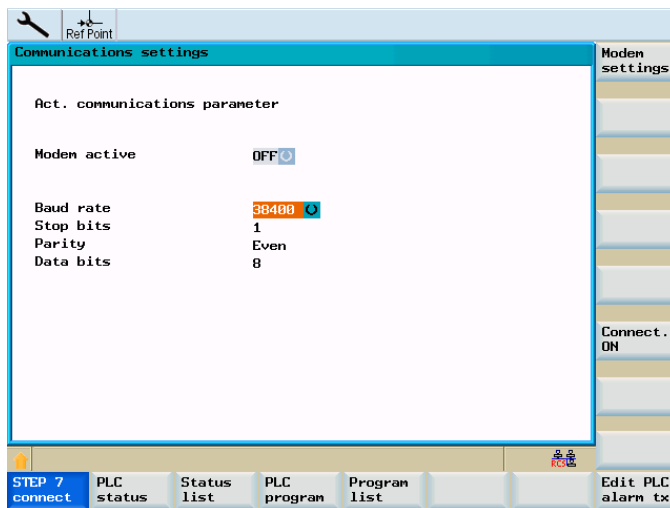 Ref Point
Communications settings
Modem
settings
Act. communications parameter
Modem active OFF
Baud rate 38400
Stop bits 1
Parity Even
Data bits 8
Connect.
ON
RCS
STEP 7
connect
PLC
status
Status
list
PLC
program
Program
list
Edit PLC
alarm tx